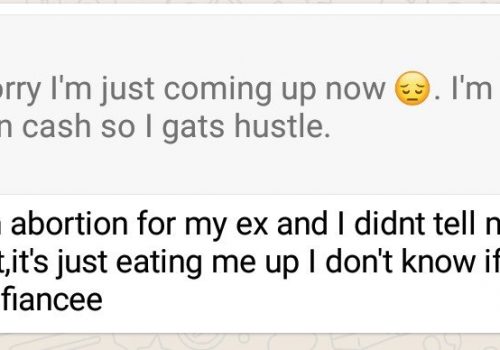 orry I'm just coming up now 😔. I'm
n cash so I gats hustle.
abortion for my ex and I didnt tell
t,it's just eating me up I don't know if
fiancee